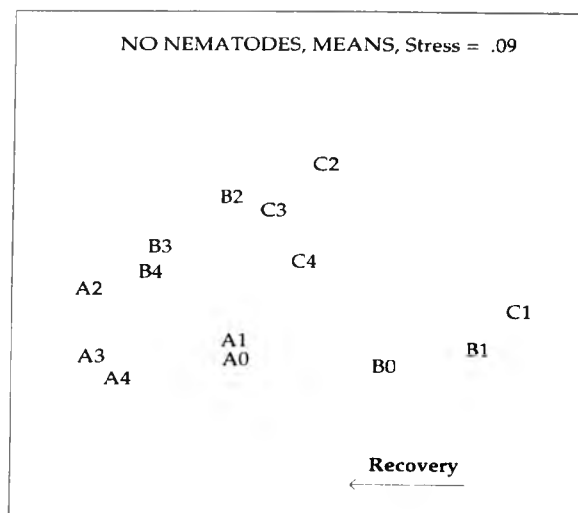 NO NEMATODES, MEANS, Stress = .09
C2
B2
C3
B3
C4
B4
A2
C1
A1
B1
A3
A0
B0
A4
Recovery